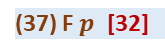 (37) F p [32]